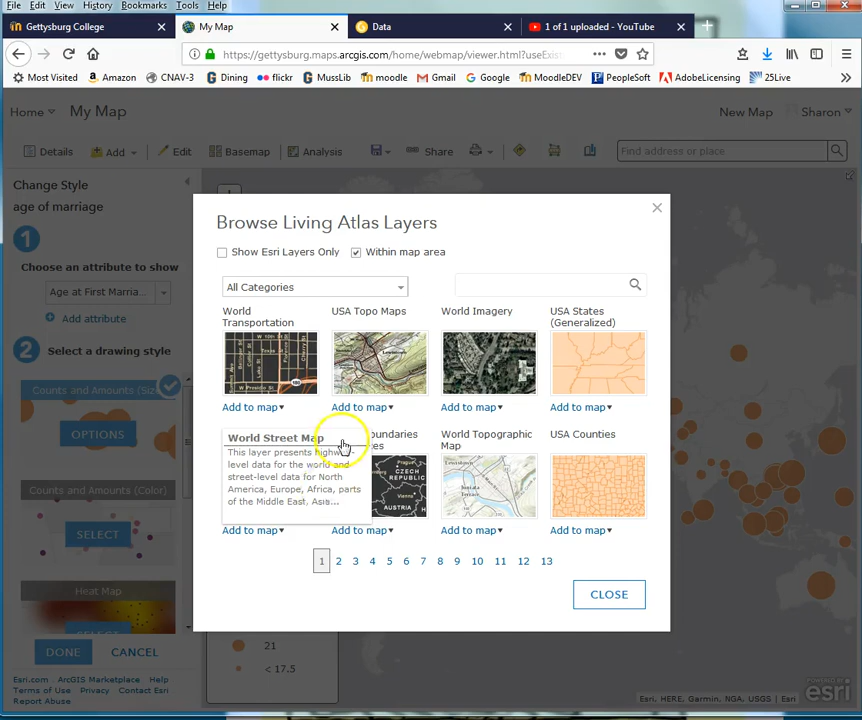 File Edit View History Bookmarks Tools Help
Gettysburg College
My Map
Data
1 of 1 uploaded - YouTube
https://gettysburg.maps.arcgis.com/home/webmap/viewer.html?useExis
Most Visited Amazon CNAV-3 Dining flickr MussLib moodle Gmail Google MoodleDEV PeopleSoft AdobeLicensing 25Live
Home My Map New Map Sharon
Details Add Edit Basemap Analysis Share Find address or place
Change Style
age of marriage
1
Choose an attribute to show
Age at First Marria...
Add attribute
2 Select a drawing style
Counts and Amounts (Siz
OPTIONS
Counts and Amounts (Color)
SELECT
Heat Map
SELECT
DONE CANCEL
Esri.com ArcGIS Marketplace Help
Terms of Use Privacy Contact Esri
Report Abuse
Browse Living Atlas Layers
Show Esri Layers Only Within map area
All Categories
World Transportation
USA Topo Maps
World Imagery
USA States (Generalized)
Add to map Add to map Add to map Add to map
World Street Map
This layer presents highway-
level data for the world and
street-level data for North
America, Europe, Africa, parts
of the Middle East, Asia...
oundaries
es
CZECH
REPUBLIC
Vienna
AUSTRIA
World Topographic
Map
USA Counties
Add to map Add to map Add to map Add to map
1 2 3 4 5 6 7 8 9 10 11 12 13
CLOSE
21
< 17.5
POWERED BY
esri
Esri, HERE, Garmin, NGA, USGS | Esri